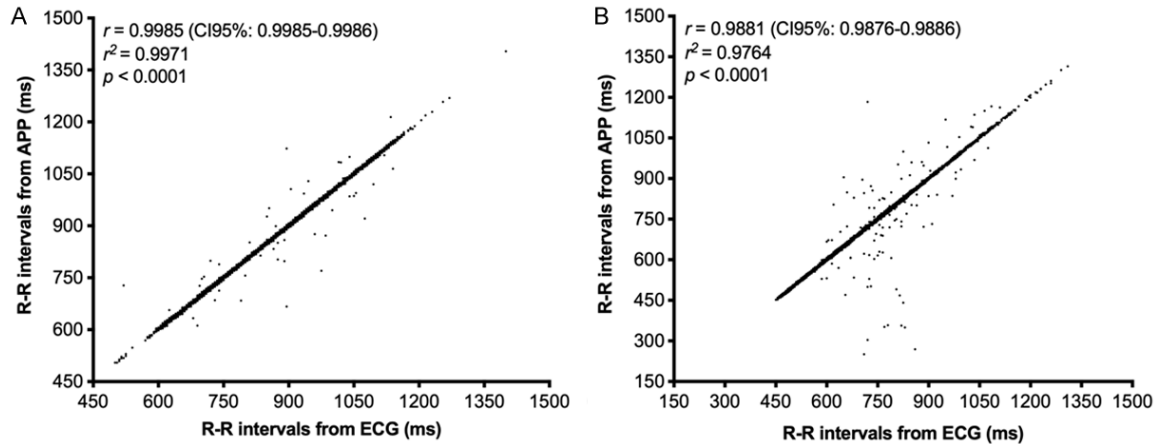 A
r = 0.9985 (CI95%: 0.9985-0.9986)
r² = 0.9971
p < 0.0001
1500
1350
1200
1050
900
750
600
450
R-R intervals from APP (ms)
450 600 750 900 1050 1200 1350 1500
R-R intervals from ECG (ms)
B
r = 0.9881 (CI95%: 0.9876-0.9886)
r² = 0.9764
p < 0.0001
1500
1350
1200
1050
900
750
600
450
300
150
R-R intervals from APP (ms)
150 300 450 600 750 900 1050 1200 1350 1500
R-R intervals from ECG (ms)